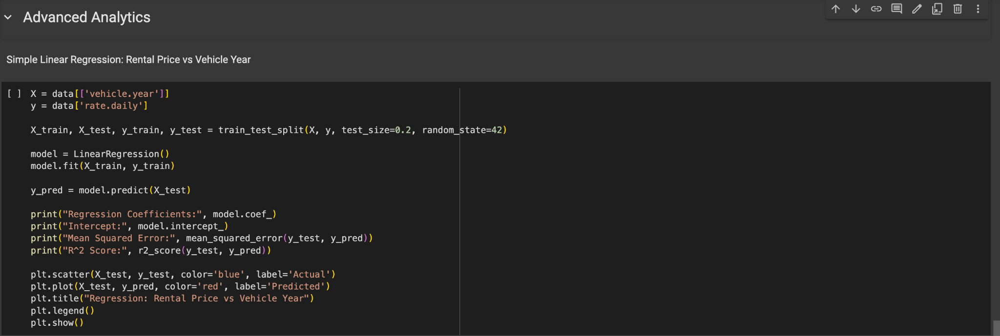 Advanced Analytics
Simple Linear Regression: Rental Price vs Vehicle Year
[ ] X = data[['vehicle.year']]
y = data['rate.daily']
X_train, X_test, y_train, y_test = train_test_split(X, y, test_size=0.2, random_state=42)
model = LinearRegression()
model.fit(X_train, y_train)
y_pred = model.predict(X_test)
print("Regression Coefficients:", model.coef_)
print("Intercept:", model.intercept_)
print("Mean Squared Error:", mean_squared_error(y_test, y_pred))
print("R^2 Score:", r2_score(y_test, y_pred))
plt.scatter(X_test, y_test, color='blue', label='Actual')
plt.plot(X_test, y_pred, color='red', label='Predicted')
plt.title("Regression: Rental Price vs Vehicle Year")
plt.legend()
plt.show()